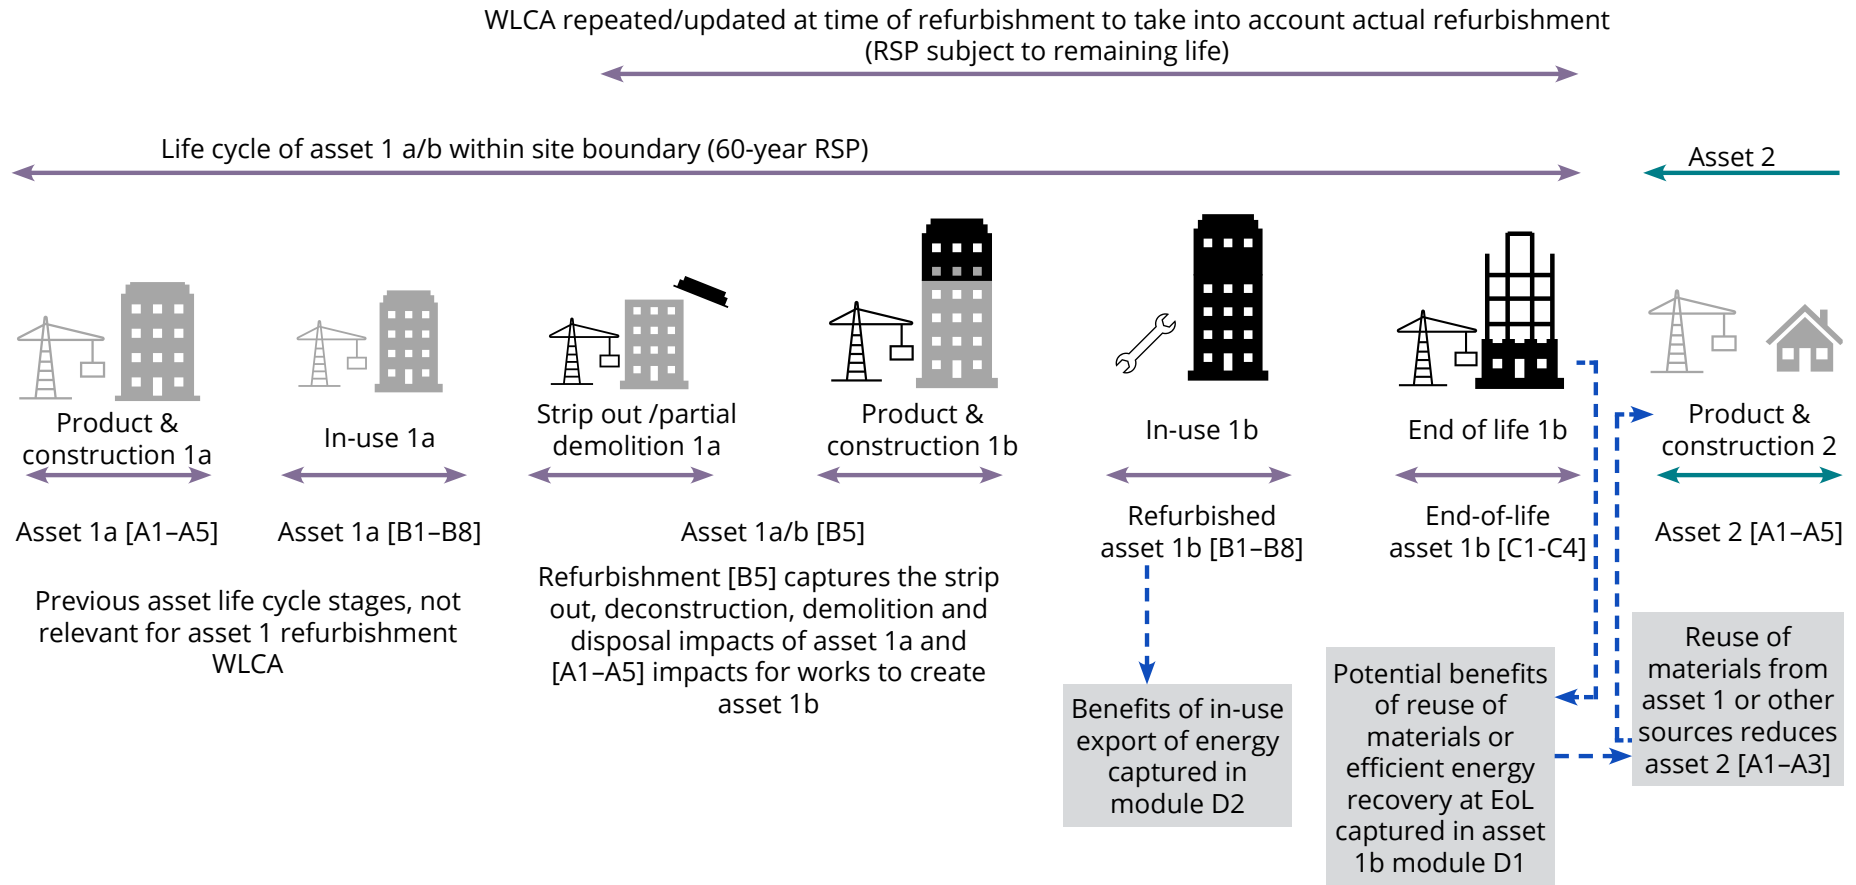 WLCA repeated/updated at time of refurbishment to take into account actual refurbishment
(RSP subject to remaining life)
Life cycle of asset 1 a/b within site boundary (60-year RSP)
Asset 2
Product &
construction 1a
In-use 1a
Strip out /partial
demolition 1a
Product &
construction 1b
In-use 1b
End of life 1b
Product &
construction 2
Asset 1a [A1–A5]
Asset 1a [B1–B8]
Asset 1a/b [B5]
Refurbished
asset 1b [B1–B8]
End-of-life
asset 1b [C1-C4]
Asset 2 [A1–A5]
Previous asset life cycle stages, not
relevant for asset 1 refurbishment
WLCA
Refurbishment [B5] captures the strip
out, deconstruction, demolition and
disposal impacts of asset 1a and
[A1–A5] impacts for works to create
asset 1b
Benefits of in-use
export of energy
captured in
module D2
Potential benefits
of reuse of
materials or
efficient energy
recovery at EoL
captured in asset
1b module D1
Reuse of
materials from
asset 1 or other
sources reduces
asset 2 [A1–A3]